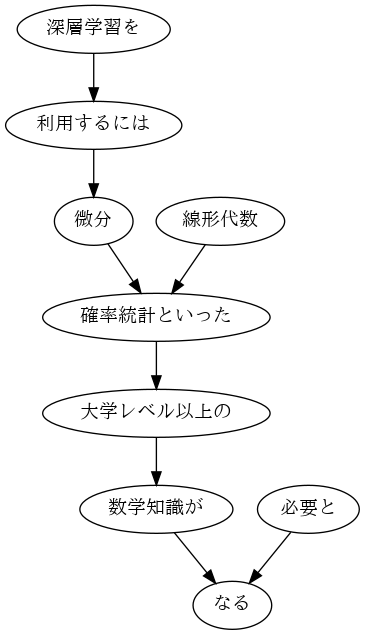 深層学習を
利用するには
微分
線形代数
確率統計といった
大学レベル以上の
数学知識が
必要と
なる